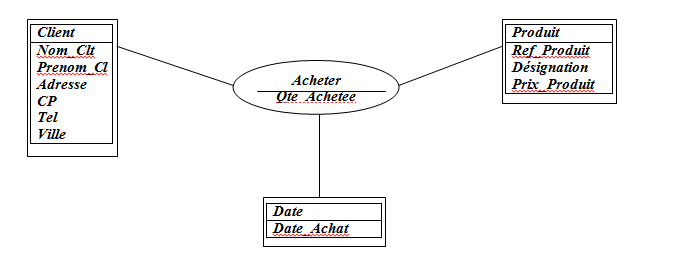 Client
Nom_Clt
Prenom_Cl
Adresse
CP
Tel
Ville
Acheter
Qte_Achetee
Produit
Ref_Produit
Désignation
Prix_Produit
Date
Date_Achat